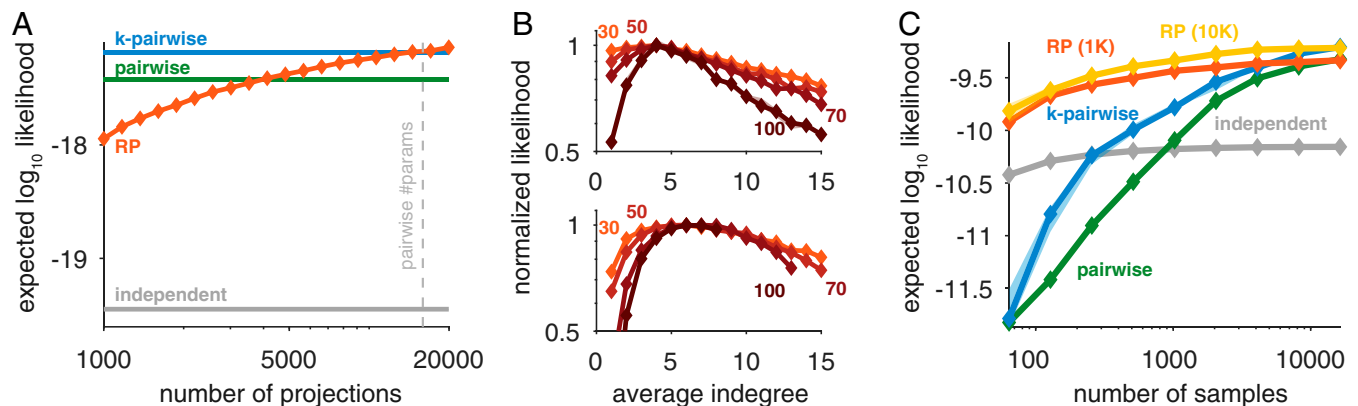 A
expected log10 likelihood
-18
-19
k-pairwise
pairwise
RP
pairwise #params
independent
1000
5000
20000
number of projections
B
normalized likelihood
30
50
1
0.5
100
70
0
5
10
15
30
50
1
0.5
100
70
0
5
10
15
average indegree
C
expected log10 likelihood
-9.5
-10
-10.5
-11
-11.5
RP (1K)
RP (10K)
k-pairwise
independent
pairwise
100
1000
10000
number of samples